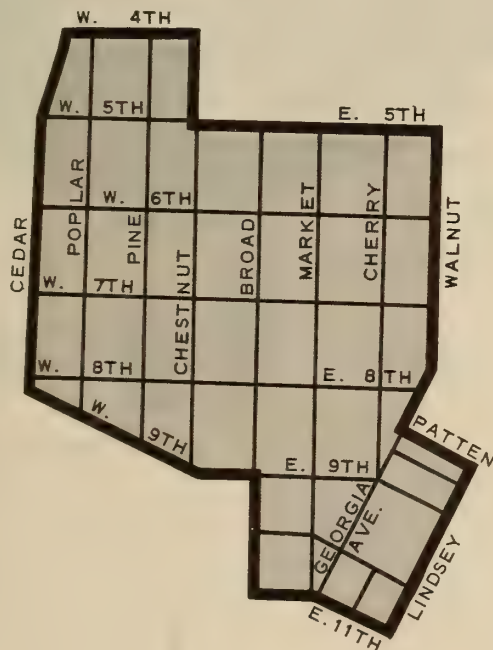 W. 4TH
W. 5TH
E. 5TH
CEDAR
POPLAR
PINE
W. 6TH
CHESTNUT
BROAD
MARKET
CHERRY
WALNUT
W. 7TH
W. 8TH
E. 8TH
W. 9TH
E. 9TH
PATTEN
GEORGIA
AVE.
LINDSEY
E. 11TH